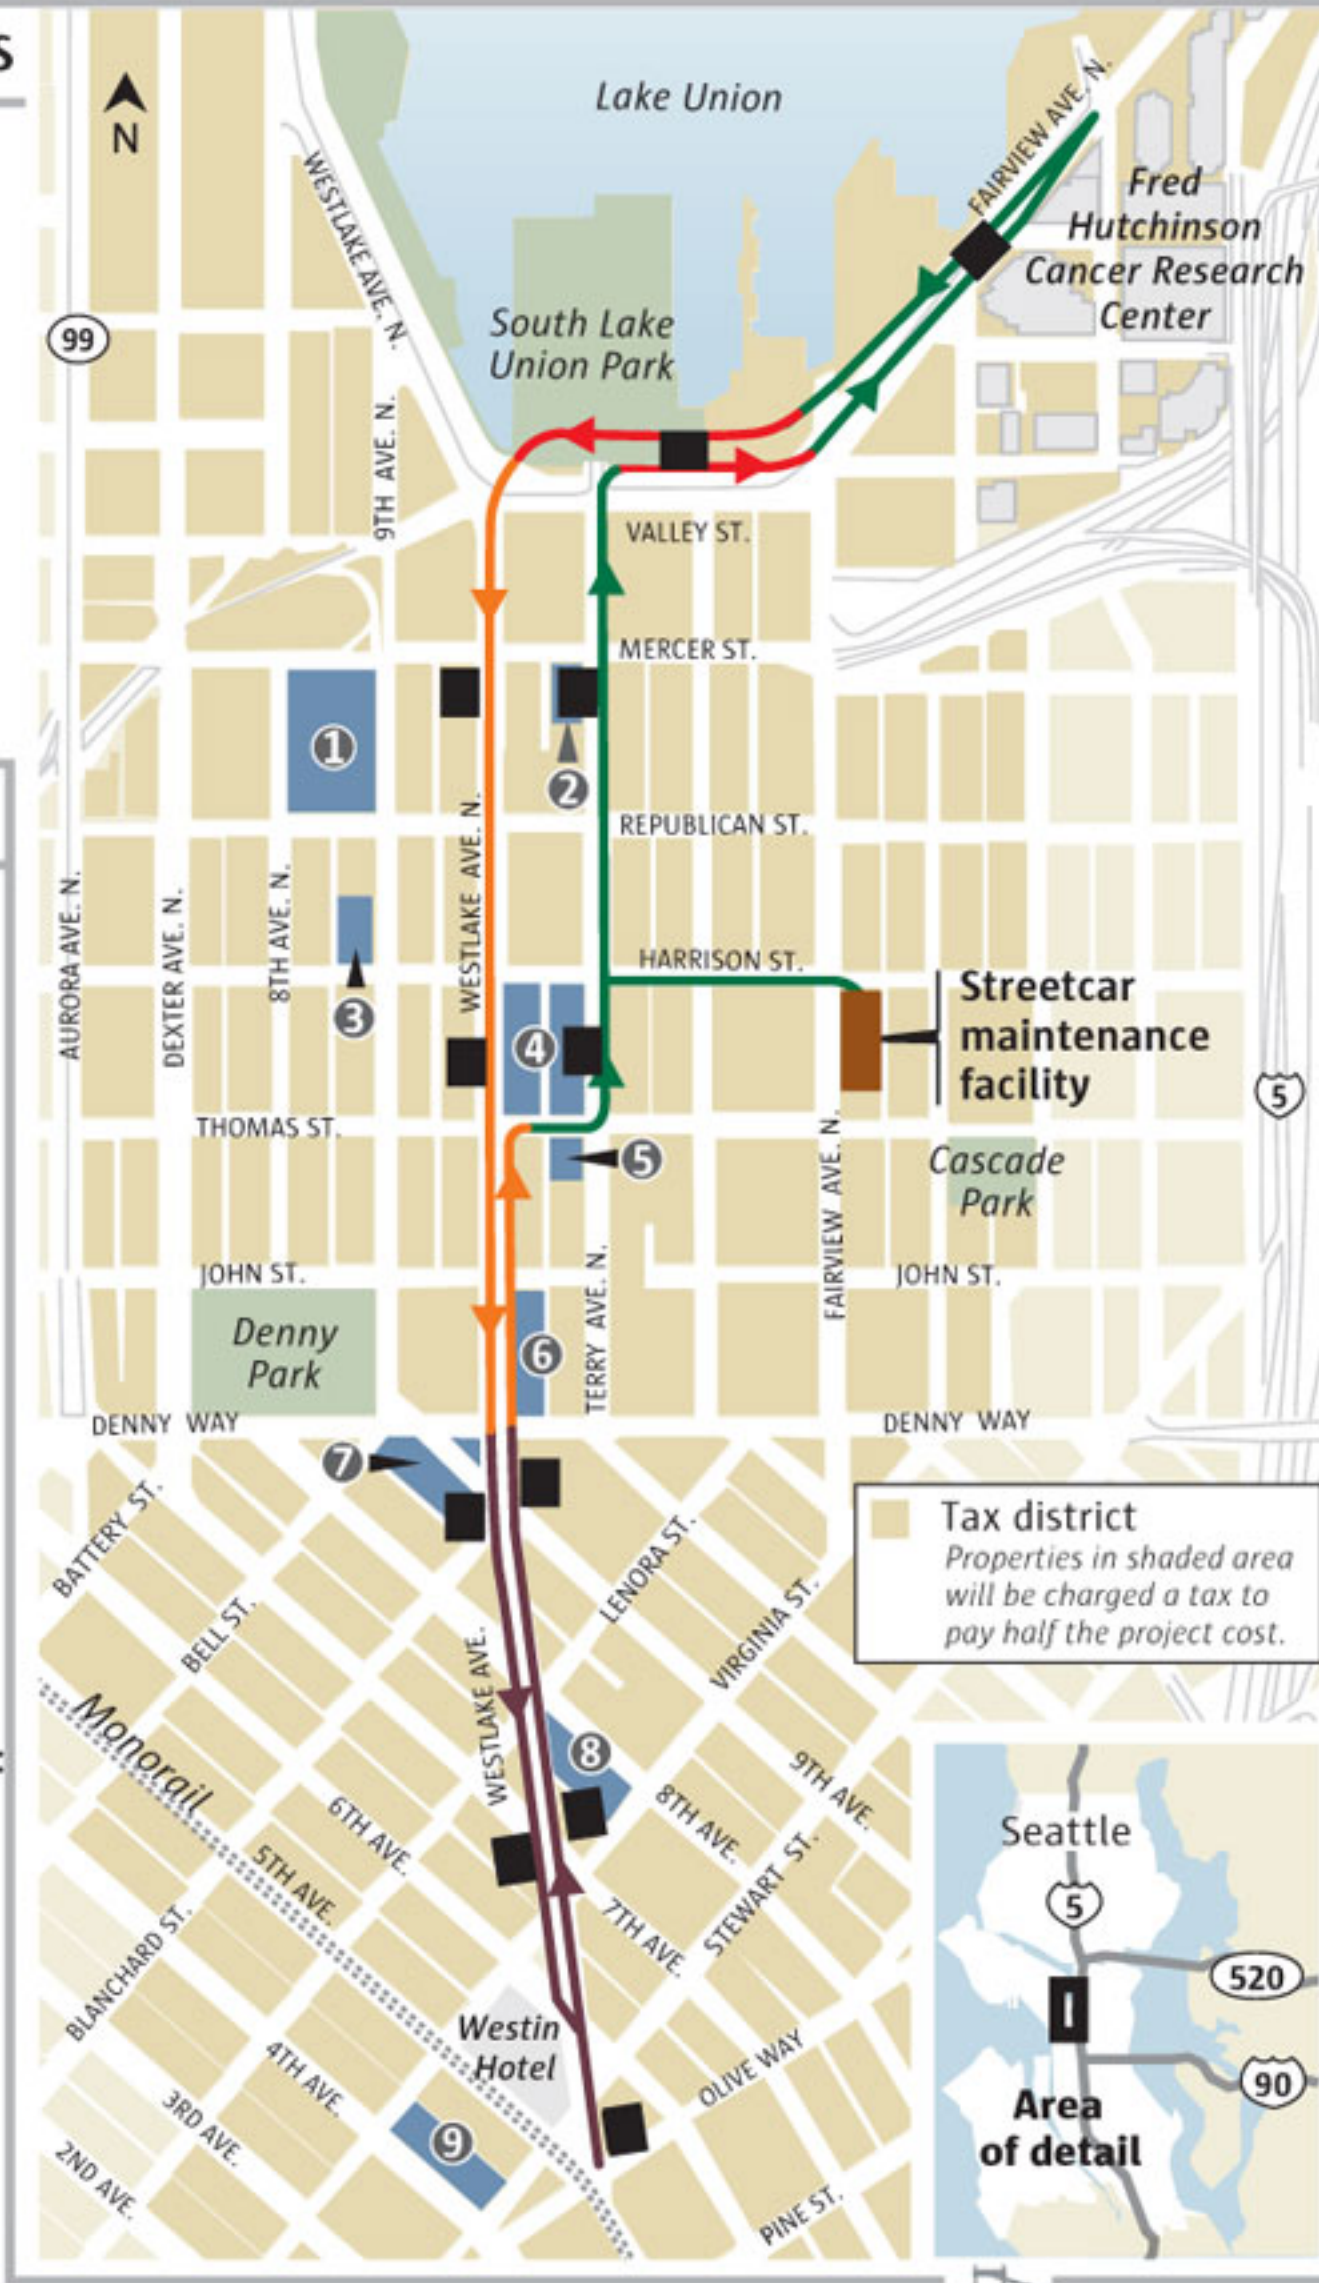 S
N
Lake Union
FAIRVIEW AVE. N.
Fred
Hutchinson
Cancer Research
Center
WESTLAKE AVE. N.
99
South Lake
Union Park
9TH AVE. N.
VALLEY ST.
MERCER ST.
1
2
REPUBLICAN ST.
WESTLAKE AVE. N.
AURORA AVE. N.
DEXTER AVE. N.
8TH AVE. N.
3
HARRISON ST.
Streetcar
maintenance
facility
4
5
THOMAS ST.
5
Cascade
Park
FAIRVIEW AVE. N.
JOHN ST.
JOHN ST.
TERRY AVE. N.
Denny
Park
6
DENNY WAY
DENNY WAY
7
BATTERY ST.
LENORA ST.
Tax district
Properties in shaded area
will be charged a tax to
pay half the project cost.
BELL ST.
VIRGINIA ST.
WESTLAKE AVE.
Monorail
8
9TH AVE.
8TH AVE.
6TH AVE.
5TH AVE.
STEWART ST.
7TH AVE.
BLANCHARD ST.
Westin
Hotel
OLIVE WAY
4TH AVE.
3RD AVE.
2ND AVE.
9
PINE ST.
Seattle
5
520
90
Area
of detail